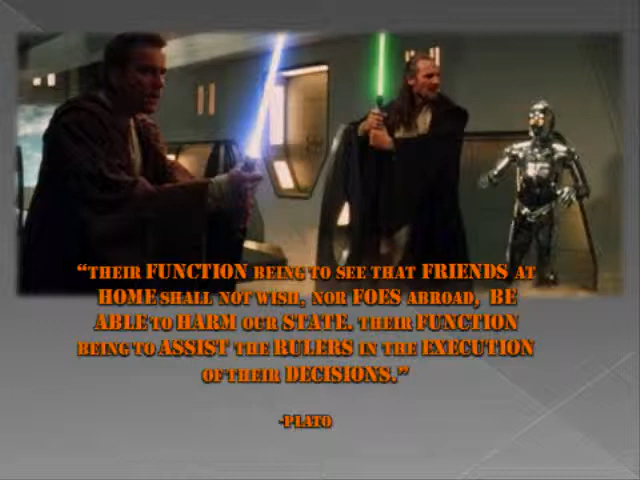 “THEIR FUNCTION BEING TO SEE THAT FRIENDS AT
HOME SHALL NOT WISH, NOR FOES ABROAD, BE
ABLE TO HARM OUR STATE. THEIR FUNCTION
BEING TO ASSIST THE RULERS IN THE EXECUTION
OF THEIR DECISIONS.”
-PLATO